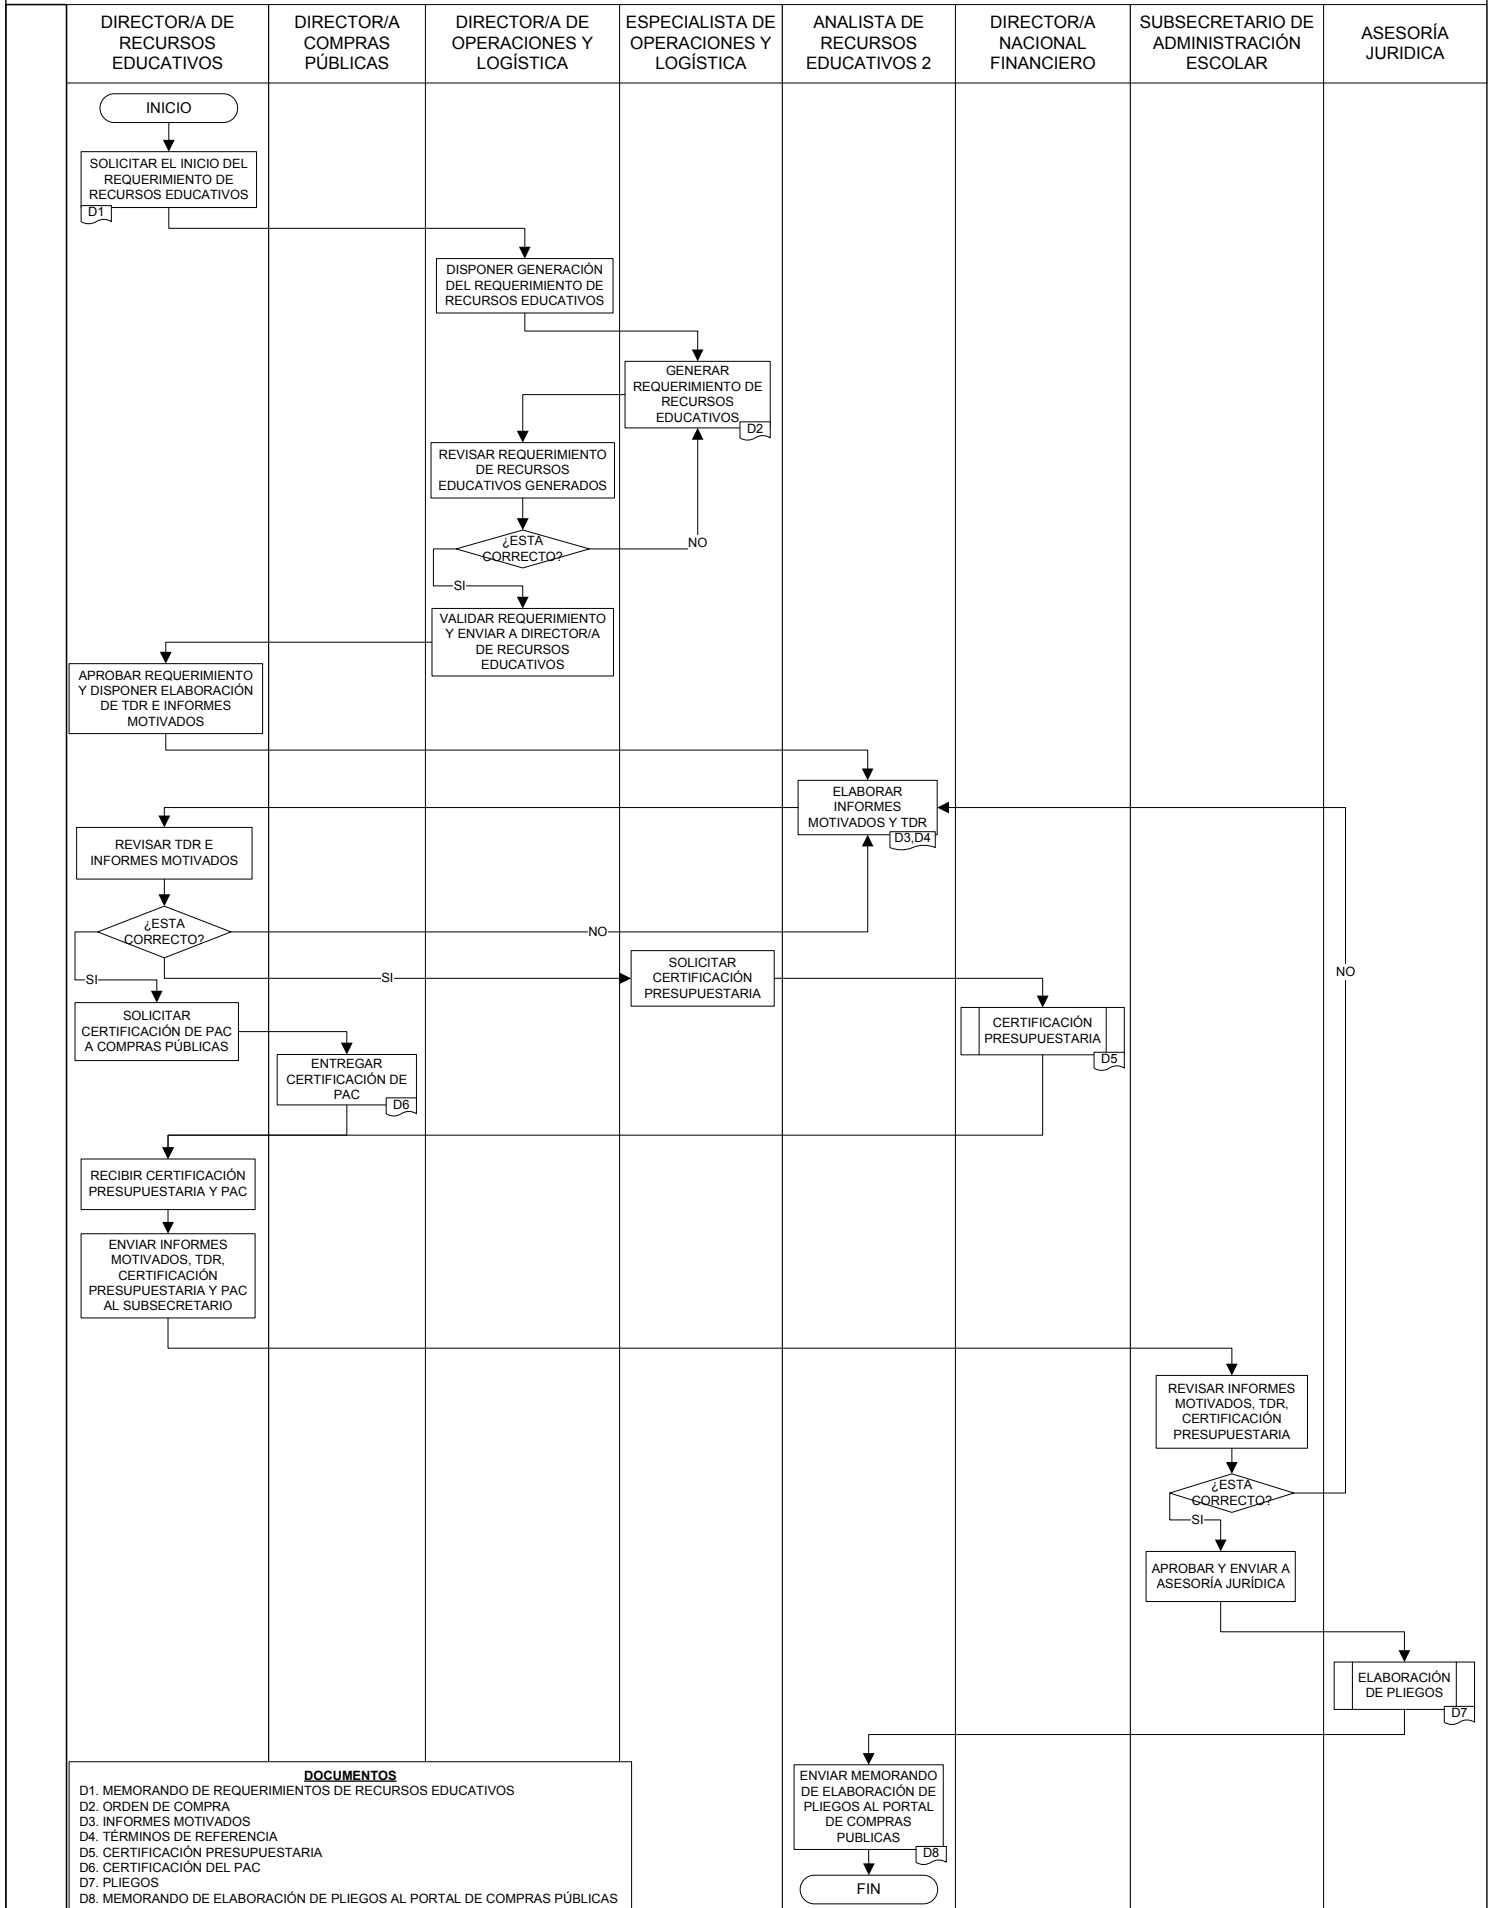 DIRECTOR/A DE
RECURSOS
EDUCATIVOS
DIRECTOR/A
COMPRAS
PÚBLICAS
DIRECTOR/A DE
OPERACIONES Y
LOGÍSTICA
ESPECIALISTA DE
OPERACIONES Y
LOGÍSTICA
ANALISTA DE
RECURSOS
EDUCATIVOS 2
DIRECTOR/A
NACIONAL
FINANCIERO
SUBSECRETARIO DE
ADMINISTRACIÓN
ESCOLAR
ASESORÍA
JURIDICA
INICIO
SOLICITAR EL INICIO DEL
REQUERIMIENTO DE
RECURSOS EDUCATIVOS
D1
DISPONER GENERACIÓN
DEL REQUERIMIENTO DE
RECURSOS EDUCATIVOS
GENERAR
REQUERIMIENTO DE
RECURSOS
EDUCATIVOS
D2
REVISAR REQUERIMIENTO
DE RECURSOS
EDUCATIVOS GENERADOS
¿ESTA
CORRECTO?
NO
SI
VALIDAR REQUERIMIENTO
Y ENVIAR A DIRECTOR/A
DE RECURSOS
EDUCATIVOS
APROBAR REQUERIMIENTO
Y DISPONER ELABORACIÓN
DE TDR E INFORMES
MOTIVADOS
ELABORAR
INFORMES
MOTIVADOS Y TDR
D3,D4
REVISAR TDR E
INFORMES MOTIVADOS
¿ESTA
CORRECTO?
NO
SI
SI
SOLICITAR
CERTIFICACIÓN
PRESUPUESTARIA
NO
SOLICITAR
CERTIFICACIÓN DE PAC
A COMPRAS PÚBLICAS
CERTIFICACIÓN
PRESUPUESTARIA
D5
ENTREGAR
CERTIFICACIÓN DE
PAC
D6
RECIBIR CERTIFICACIÓN
PRESUPUESTARIA Y PAC
ENVIAR INFORMES
MOTIVADOS, TDR,
CERTIFICACIÓN
PRESUPUESTARIA Y PAC
AL SUBSECRETARIO
REVISAR INFORMES
MOTIVADOS, TDR,
CERTIFICACIÓN
PRESUPUESTARIA
¿ESTA
CORRECTO?
SI
APROBAR Y ENVIAR A
ASESORÍA JURÍDICA
ELABORACIÓN
DE PLIEGOS
D7
ENVIAR MEMORANDO
DE ELABORACIÓN DE
PLIEGOS AL PORTAL
DE COMPRAS
PUBLICAS
D8
FIN
DOCUMENTOS
D1. MEMORANDO DE REQUERIMIENTOS DE RECURSOS EDUCATIVOS
D2. ORDEN DE COMPRA
D3. INFORMES MOTIVADOS
D4. TÉRMINOS DE REFERENCIA
D5. CERTIFICACIÓN PRESUPUESTARIA
D6. CERTIFICACIÓN DEL PAC
D7. PLIEGOS
D8. MEMORANDO DE ELABORACIÓN DE PLIEGOS AL PORTAL DE COMPRAS PÚBLICAS